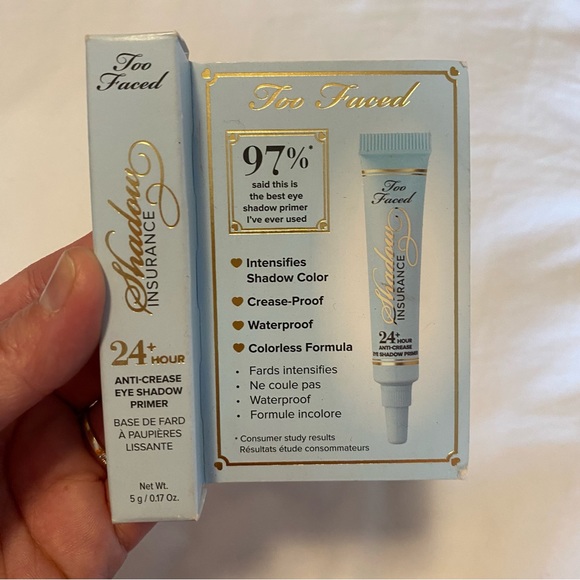 Too
Faced
Shadow
INSURANCE
24+ HOUR
ANTI-CREASE
EYE SHADOW
PRIMER
BASE DE FARD
À PAUPIÈRES
LISSANTE
Net Wt.
5 g / 0.17 Oz.
Too Faced
97%*
said this is
the best eye
shadow primer
I've ever used
Intensifies
Shadow Color
Crease-Proof
Waterproof
Colorless Formula
• Fards intensifies
• Ne coule pas
• Waterproof
• Formule incolore
* Consumer study results
Résultats étude consommateurs
Too
Faced
Shadow
INSURANCE
24+ HOUR
ANTI-CREASE
EYE SHADOW PRIMER